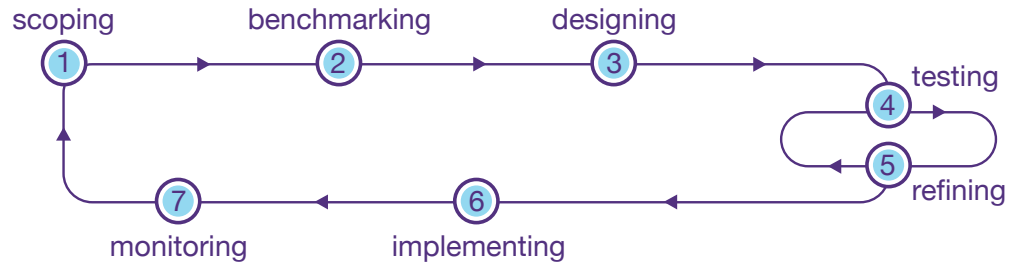 scoping
benchmarking
designing
1
2
3
testing
4
5
refining
7
6
monitoring
implementing